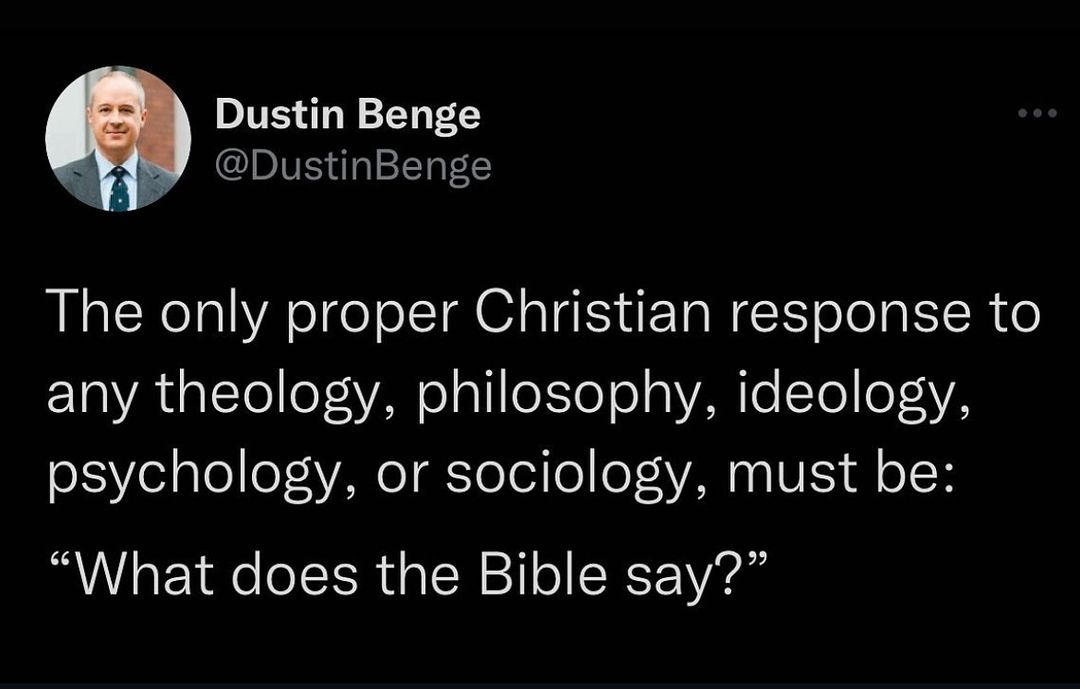 Dustin Benge
@DustinBenge
The only proper Christian response to
any theology, philosophy, ideology,
psychology, or sociology, must be:
“What does the Bible say?”